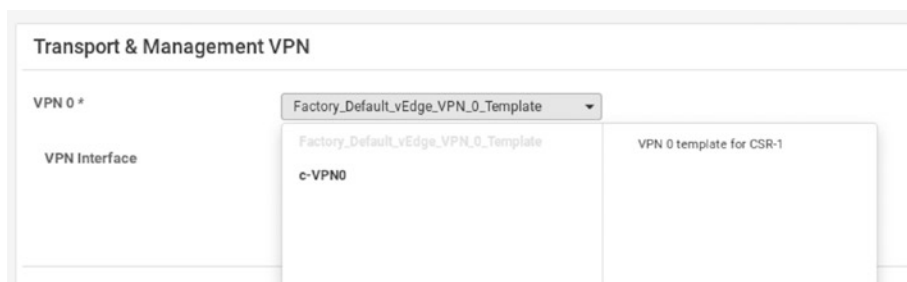 Transport & Management VPN
VPN 0 *
Factory_Default_vEdge_VPN_0_Template
Factory_Default_vEdge_VPN_0_Template
VPN 0 template for CSR-1
VPN Interface
c-VPN0